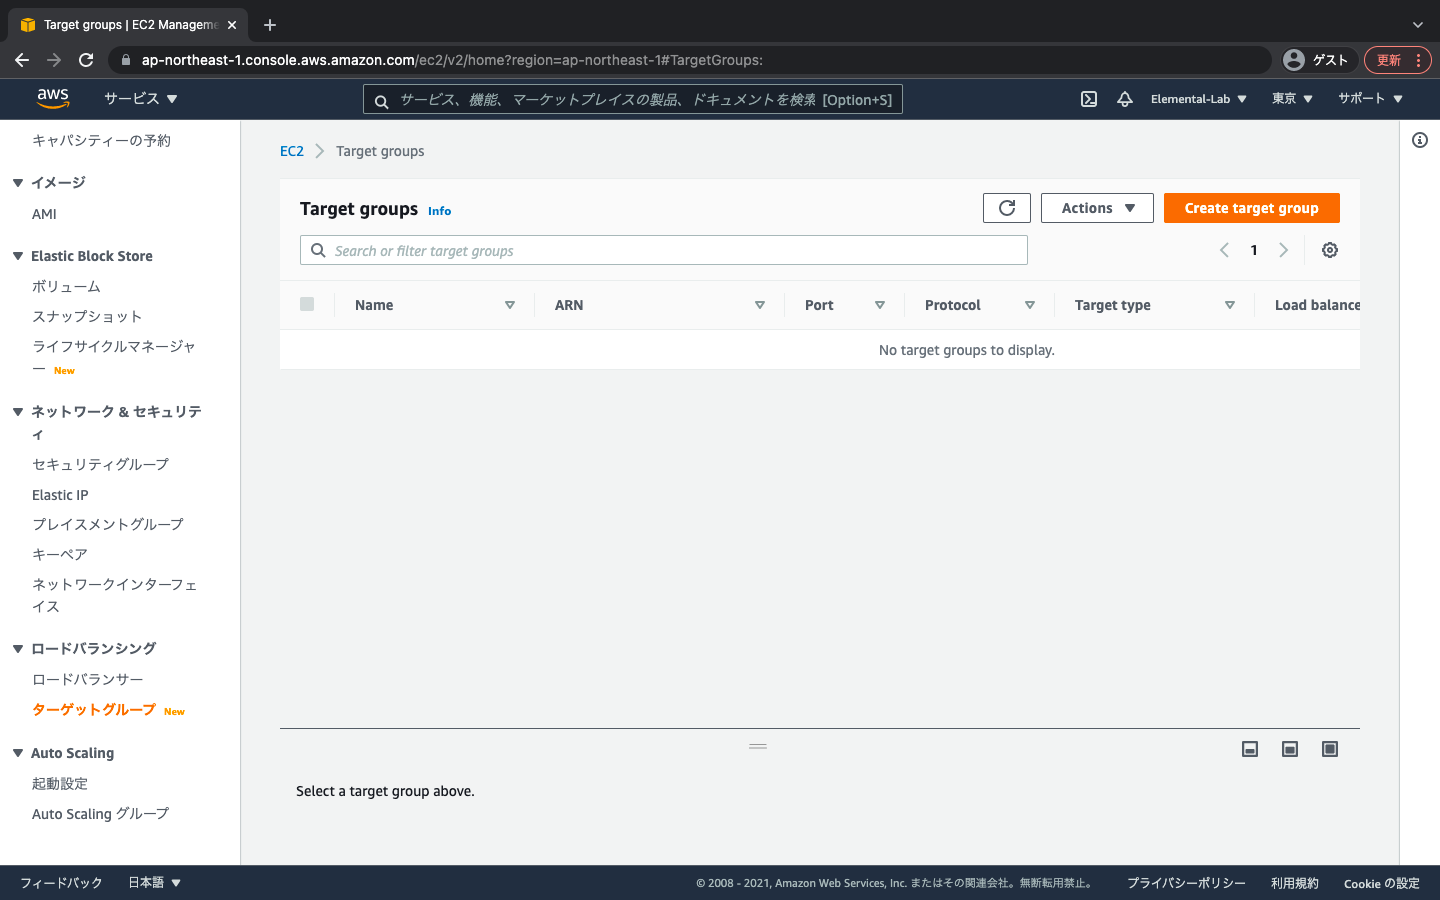 Target groups | EC2 Manageme
ap-northeast-1.console.aws.amazon.com/ec2/v2/home?region=ap-northeast-1#TargetGroups:
ゲスト
更新
aws
サービス
サービス、機能、マーケットプレイスの製品、ドキュメントを検索 [Option+S]
Elemental-Lab
東京
サポート
キャパシティーの予約
イメージ
AMI
Elastic Block Store
ボリューム
スナップショット
ライフサイクルマネージャ
ー New
ネットワーク & セキュリテ
ィ
セキュリティグループ
Elastic IP
プレイスメントグループ
キーペア
ネットワークインターフェ
イス
ロードバランシング
ロードバランサー
ターゲットグループ New
Auto Scaling
起動設定
Auto Scaling グループ
EC2 Target groups
Target groups Info
Actions
Create target group
Search or filter target groups
1
Name ARN Port Protocol Target type Load balance
No target groups to display.
Select a target group above.
フィードバック
日本語
© 2008 - 2021, Amazon Web Services, Inc. またはその関連会社。無断転用禁止。
プライバシーポリシー
利用規約
Cookie の設定